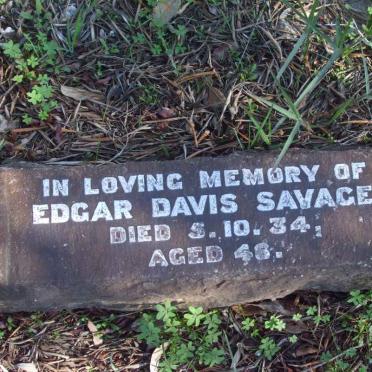 IN LOVING MEMORY OF
EDGAR DAVIS SAVAGE
DIED 5.10.34.
AGED 48.